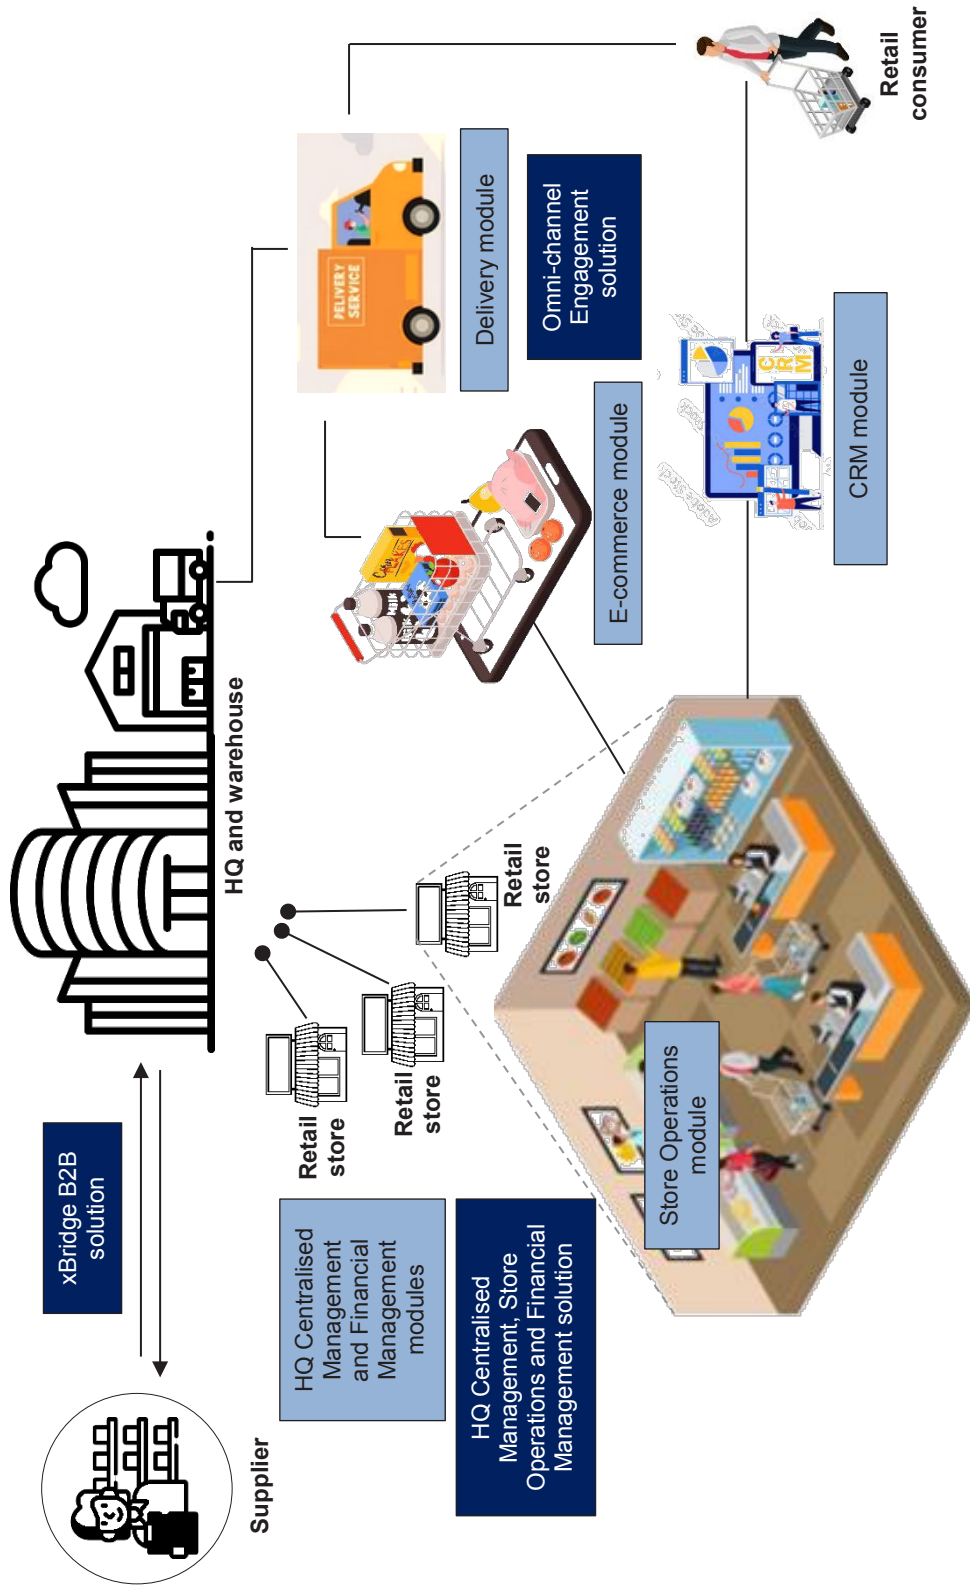 xBridge B2B
solution
Supplier
HQ and warehouse
HQ Centralised
Management
and Financial
Management
modules
HQ Centralised
Management, Store
Operations and Financial
Management solution
Retail
store
Retail
store
Retail
store
Store Operations
module
E-commerce module
Milk
FLAKES
DELIVERY
SERVICE
Delivery module
Omni-channel
Engagement
solution
CRM
CRM module
Retail
consumer